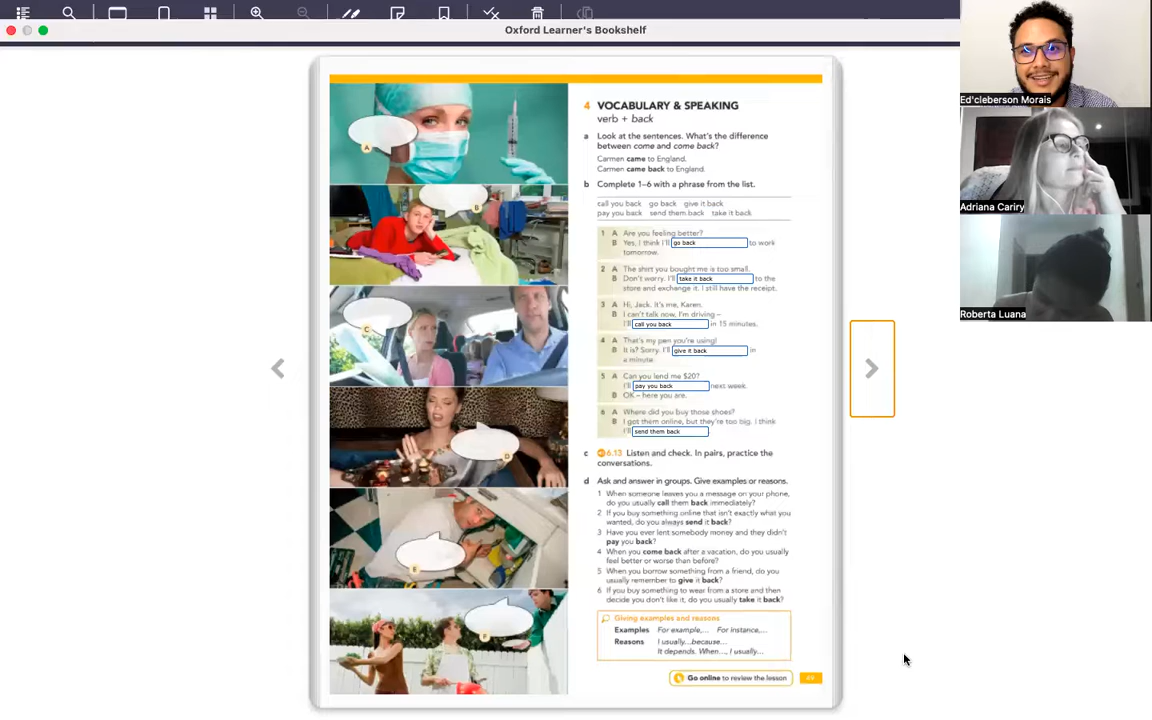 Oxford Learner's Bookshelf
4 VOCABULARY & SPEAKING
verb + back
a Look at the sentences. What's the difference
between come and come back?
Carmen came to England.
Carmen came back to England.
b Complete 1–6 with a phrase from the list.
call you back go back give it back
pay you back send them back take it back
1 A Are you feeling better?
B Yes, I think I'll go back to work
tomorrow.
2 A The shirt you bought me is too small.
B Don't worry. I'll take it back to the
store and exchange it. I still have the receipt.
3 A Hi, Jack. It's me, Karen.
B I can't talk now, I'm driving –
I'll call you back in 15 minutes.
4 A That's my pen you're using!
B It is? Sorry. I'll give it back in
a minute.
5 A Can you lend me $20?
I'll pay you back next week.
B OK – here you are.
6 A Where did you buy those shoes?
B I got them online, but they're too big. I think
I'll send them back
c 6.13 Listen and check. In pairs, practice the
conversations.
d Ask and answer in groups. Give examples or reasons.
1 When someone leaves you a message on your phone,
do you usually call them back immediately?
2 If you buy something online that isn't exactly what you
wanted, do you always send it back?
3 Have you ever lent somebody money and they didn't
pay you back?
4 When you come back after a vacation, do you usually
feel better or worse than before?
5 When you borrow something from a friend, do you
usually remember to give it back?
6 If you buy something to wear from a store and then
decide you don't like it, do you usually take it back?
Giving examples and reasons
Examples For example,... For instance,...
Reasons I usually...because...
It depends. When..., I usually...
Go online to review the lesson 49
A
B
C
D
E
F
Ed'cleberson Morais
Adriana Cariry
Roberta Luana